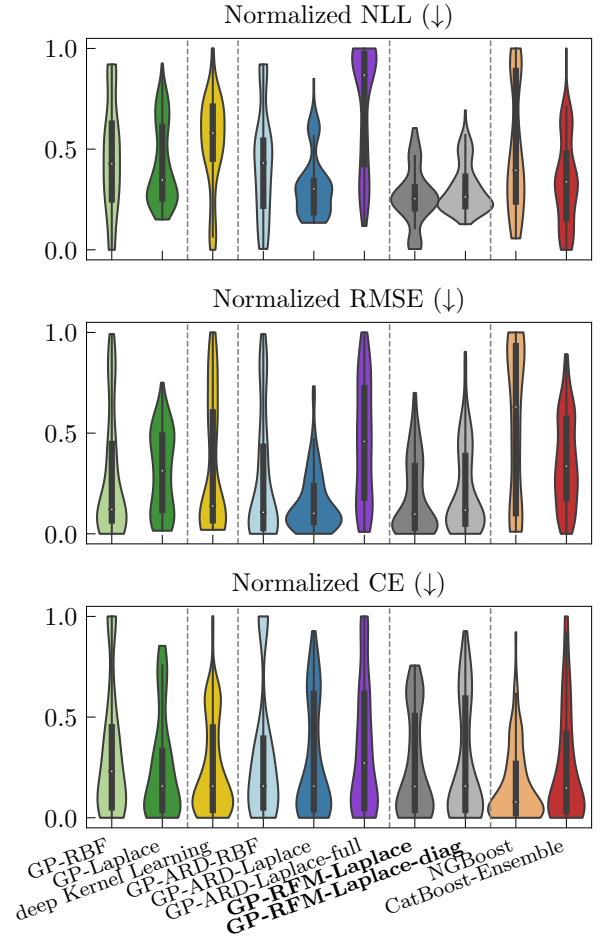 Normalized NLL (↓)
1.0
0.5
0.0
Normalized RMSE (↓)
1.0
0.5
0.0
Normalized CE (↓)
1.0
0.5
0.0
GP-RBF
GP-Laplace
deep Kernel Learning
GP-ARD-RBF
GP-ARD-Laplace
GP-ARD-Laplace-full
GP-RFM-Laplace
GP-RFM-Laplace-diag
NGBoost
CatBoost-Ensemble